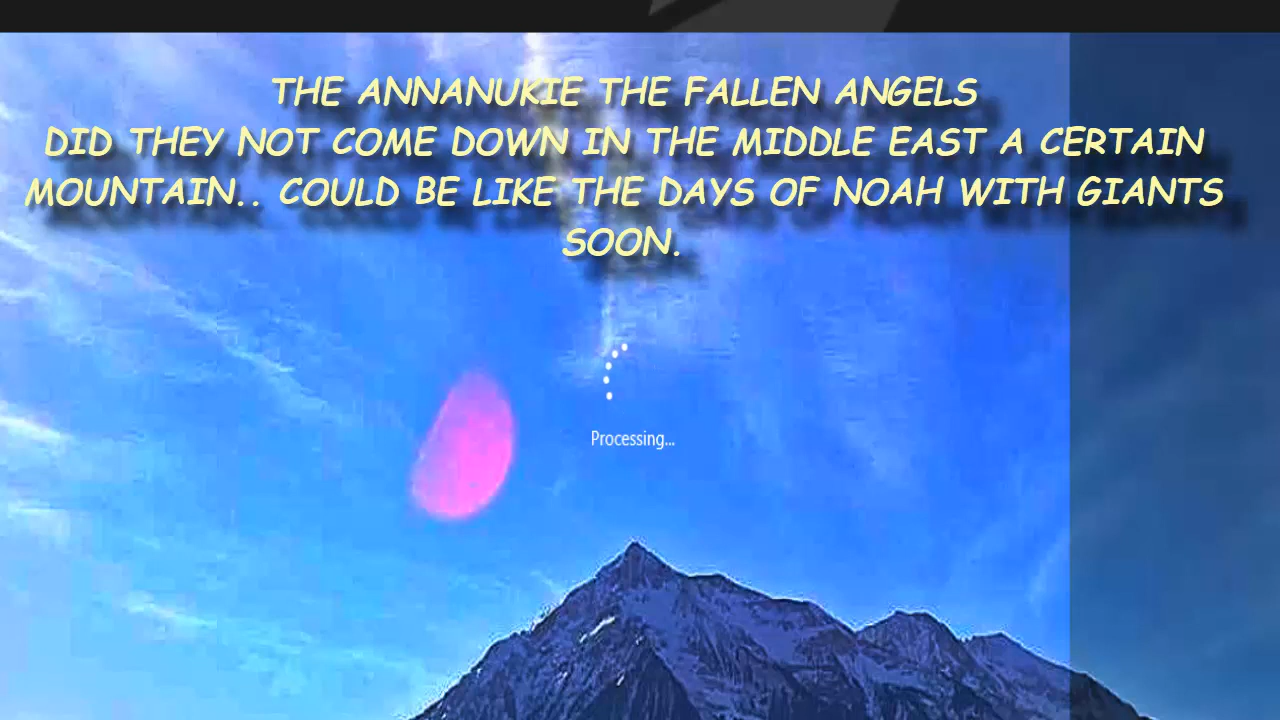 THE ANNANUKIE THE FALLEN ANGELS
DID THEY NOT COME DOWN IN THE MIDDLE EAST A CERTAIN
MOUNTAIN.. COULD BE LIKE THE DAYS OF NOAH WITH GIANTS
SOON.
Processing...